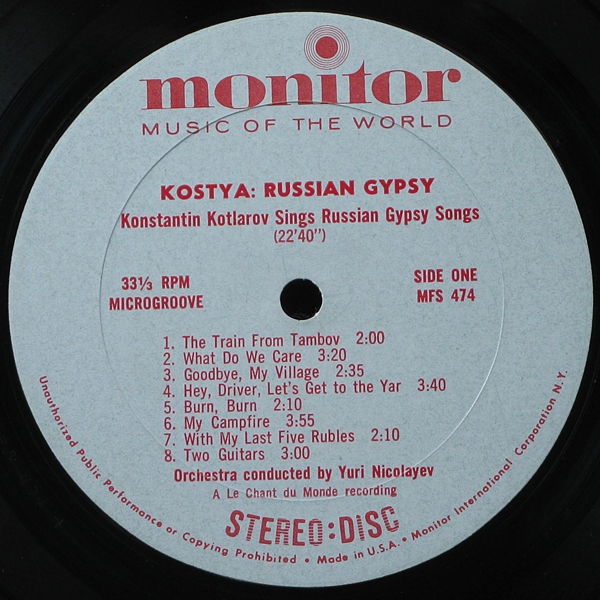 monitor
MUSIC OF THE WORLD
KOSTYA: RUSSIAN GYPSY
Konstantin Kotlarov Sings Russian Gypsy Songs
(22'40")
33⅓ RPM
MICROGROOVE
SIDE ONE
MFS 474
1. The Train From Tambov 2:00
2. What Do We Care 3:20
3. Goodbye, My Village 2:35
4. Hey, Driver, Let's Get to the Yar 3:40
5. Burn, Burn 2:10
6. My Campfire 3:55
7. With My Last Five Rubles 2:10
8. Two Guitars 3:00
Orchestra conducted by Yuri Nicolayev
A Le Chant du Monde recording
STEREO:DISC
Unauthorized Public Performance or Copying Prohibited • Made in U.S.A. • Monitor International Corporation N.Y.